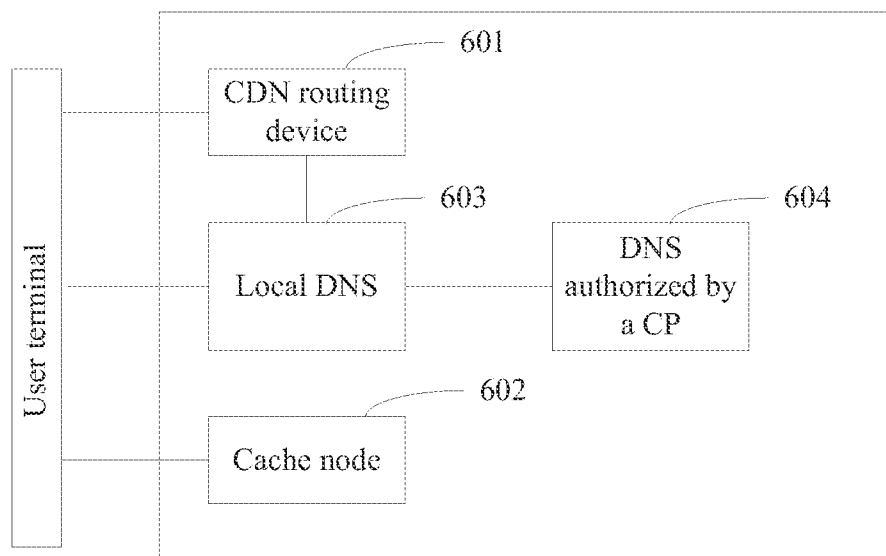 601
CDN routing
device
603
604
Local DNS
DNS
authorized by
a CP
User terminal
602
Cache node